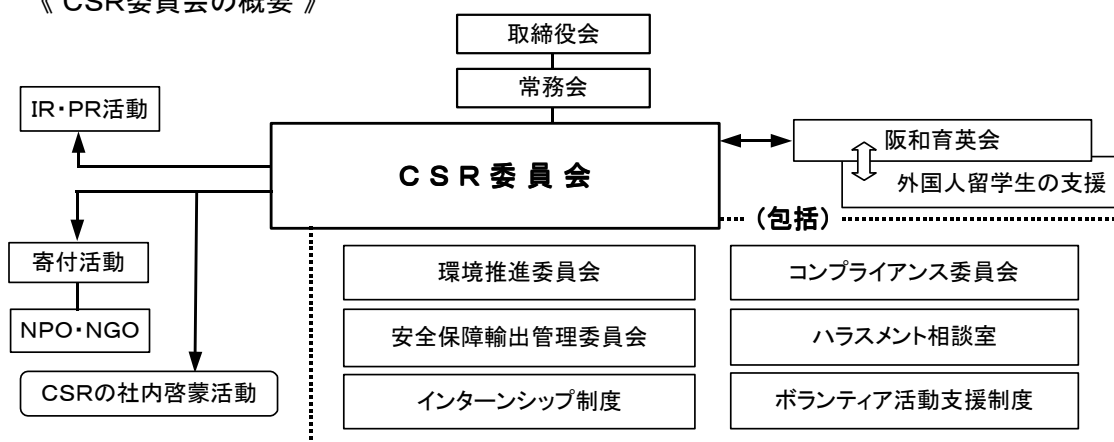 《 CSR委員会の概要 》
取締役会
常務会
IR・PR活動
CSR委員会
阪和育英会
外国人留学生の支援
(包括)
寄付活動
NPO・NGO
CSRの社内啓蒙活動
環境推進委員会
コンプライアンス委員会
安全保障輸出管理委員会
ハラスメント相談室
インターンシップ制度
ボランティア活動支援制度